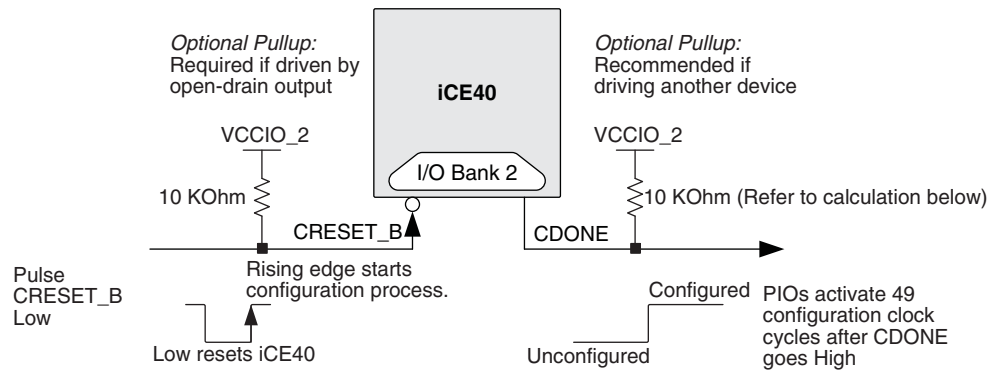 Optional Pullup:
Required if driven by
open-drain output
iCE40
Optional Pullup:
Recommended if
driving another device
VCCIO_2
VCCIO_2
I/O Bank 2
10 KOhm
10 KOhm (Refer to calculation below)
CRESET_B
CDONE
Pulse
CRESET_B
Low
Rising edge starts
configuration process.
Low resets iCE40
Configured
Unconfigured
PIOs activate 49
configuration clock
cycles after CDONE
goes High